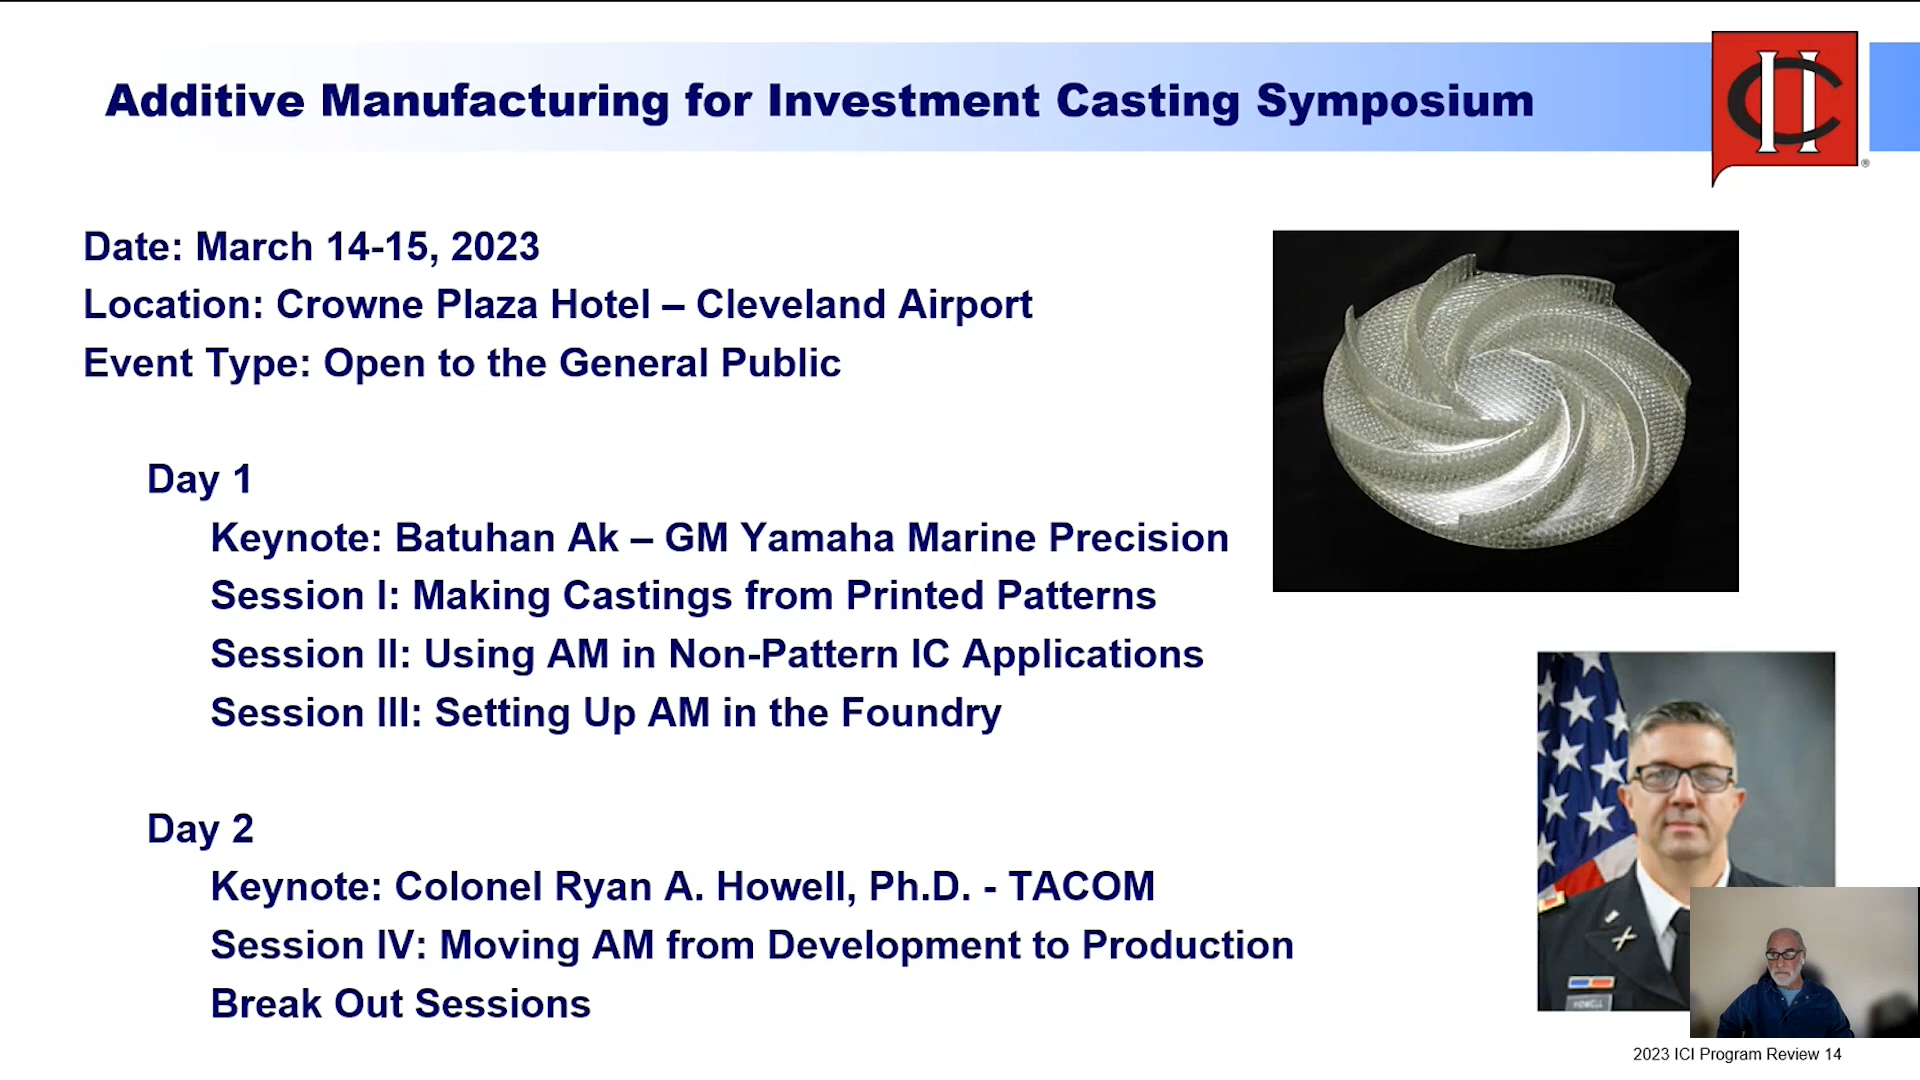 Additive Manufacturing for Investment Casting Symposium
ICI
®
Date: March 14-15, 2023
Location: Crowne Plaza Hotel – Cleveland Airport
Event Type: Open to the General Public
Day 1
Keynote: Batuhan Ak – GM Yamaha Marine Precision
Session I: Making Castings from Printed Patterns
Session II: Using AM in Non-Pattern IC Applications
Session III: Setting Up AM in the Foundry
Day 2
Keynote: Colonel Ryan A. Howell, Ph.D. - TACOM
Session IV: Moving AM from Development to Production
Break Out Sessions
HOWELL
2023 ICI Program Review 14